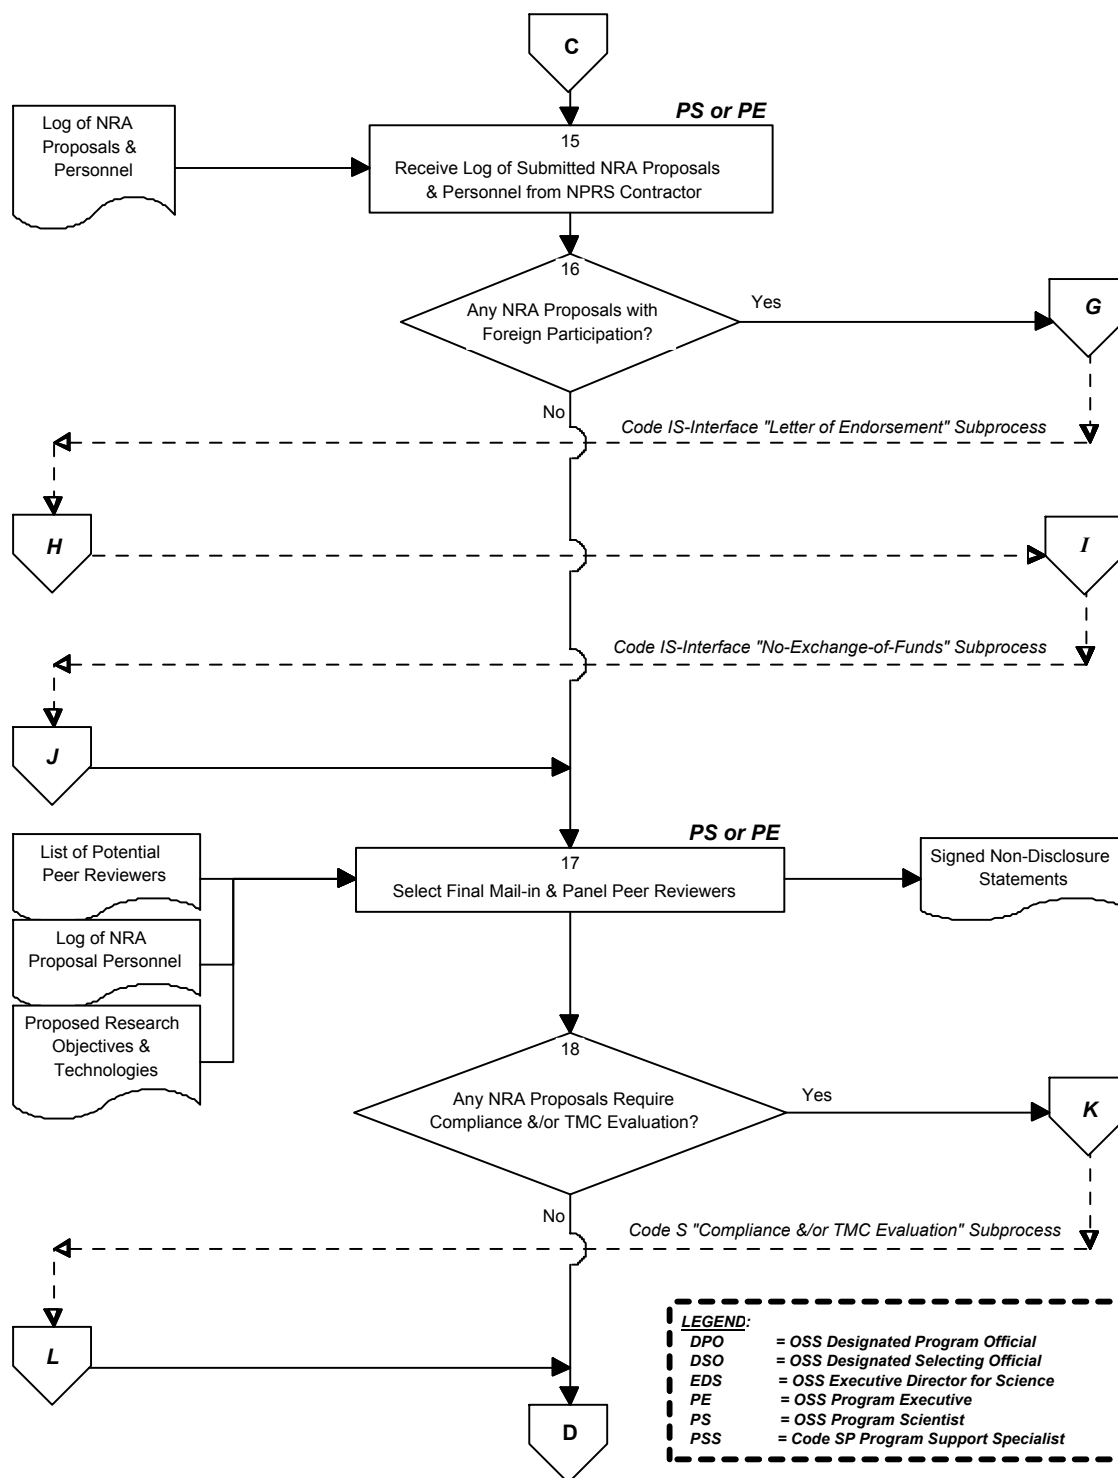 C
PS or PE
Log of NRA
Proposals &
Personnel
15
Receive Log of Submitted NRA Proposals
& Personnel from NPRS Contractor
16
Any NRA Proposals with
Foreign Participation?
Yes
G
No
Code IS-Interface "Letter of Endorsement" Subprocess
H
I
Code IS-Interface "No-Exchange-of-Funds" Subprocess
J
PS or PE
List of Potential
Peer Reviewers
17
Select Final Mail-in & Panel Peer Reviewers
Signed Non-Disclosure
Statements
Log of NRA
Proposal Personnel
Proposed Research
Objectives &
Technologies
18
Any NRA Proposals Require
Compliance &/or TMC Evaluation?
Yes
K
No
Code S "Compliance &/or TMC Evaluation" Subprocess
L
D
LEGEND:
DPO = OSS Designated Program Official
DSO = OSS Designated Selecting Official
EDS = OSS Executive Director for Science
PE = OSS Program Executive
PS = OSS Program Scientist
PSS = Code SP Program Support Specialist